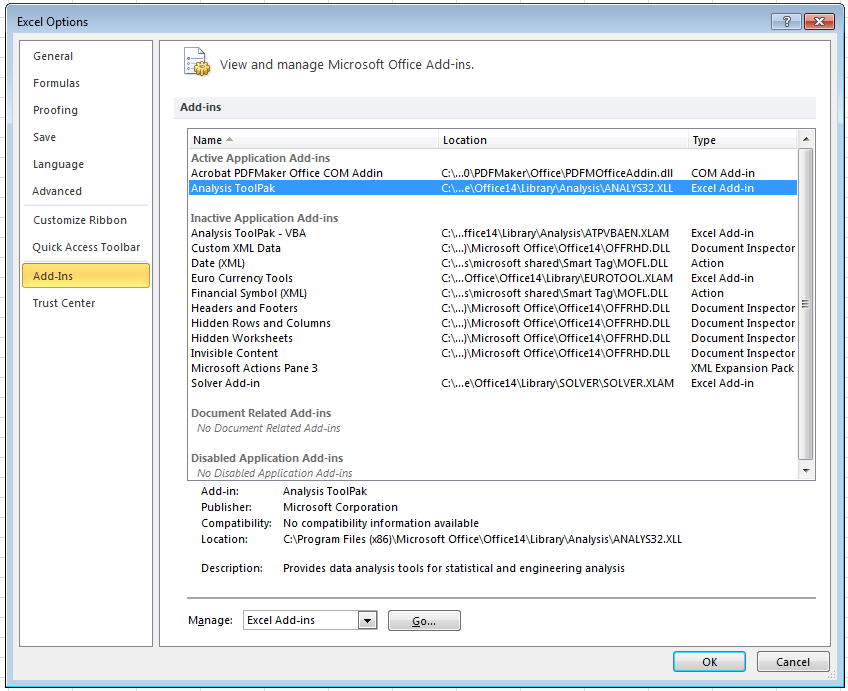 Excel Options
General
Formulas
Proofing
Save
Language
Advanced
Customize Ribbon
Quick Access Toolbar
Add-Ins
Trust Center
View and manage Microsoft Office Add-ins.
Add-ins
Name Location Type
Active Application Add-ins
Acrobat PDFMaker Office COM Addin C:\...0\PDFMaker\Office\PDFMOfficeAddin.dll COM Add-in
Analysis ToolPak C:\...e\Office14\Library\Analysis\ANALYS32.XLL Excel Add-in
Inactive Application Add-ins
Analysis ToolPak - VBA C:\...ffice14\Library\Analysis\ATPVBAEN.XLAM Excel Add-in
Custom XML Data C:\...)\Microsoft Office\Office14\OFFRHD.DLL Document Inspector
Date (XML) C:\...s\microsoft shared\Smart Tag\MOFL.DLL Action
Euro Currency Tools C:\...Office\Office14\Library\EUROTOOL.XLAM Excel Add-in
Financial Symbol (XML) C:\...s\microsoft shared\Smart Tag\MOFL.DLL Action
Headers and Footers C:\...)\Microsoft Office\Office14\OFFRHD.DLL Document Inspector
Hidden Rows and Columns C:\...)\Microsoft Office\Office14\OFFRHD.DLL Document Inspector
Hidden Worksheets C:\...)\Microsoft Office\Office14\OFFRHD.DLL Document Inspector
Invisible Content C:\...)\Microsoft Office\Office14\OFFRHD.DLL Document Inspector
Microsoft Actions Pane 3 XML Expansion Pack
Solver Add-in C:\...e\Office14\Library\SOLVER\SOLVER.XLAM Excel Add-in
Document Related Add-ins
No Document Related Add-ins
Disabled Application Add-ins
No Disabled Application Add-ins
Add-in: Analysis ToolPak
Publisher: Microsoft Corporation
Compatibility: No compatibility information available
Location: C:\Program Files (x86)\Microsoft Office\Office14\Library\Analysis\ANALYS32.XLL
Description: Provides data analysis tools for statistical and engineering analysis
Manage: Excel Add-ins Go...
OK Cancel